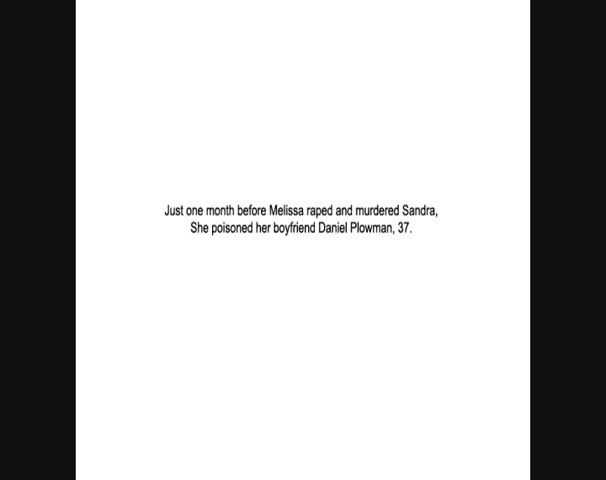 Just one month before Melissa raped and murdered Sandra,
She poisoned her boyfriend Daniel Plowman, 37.